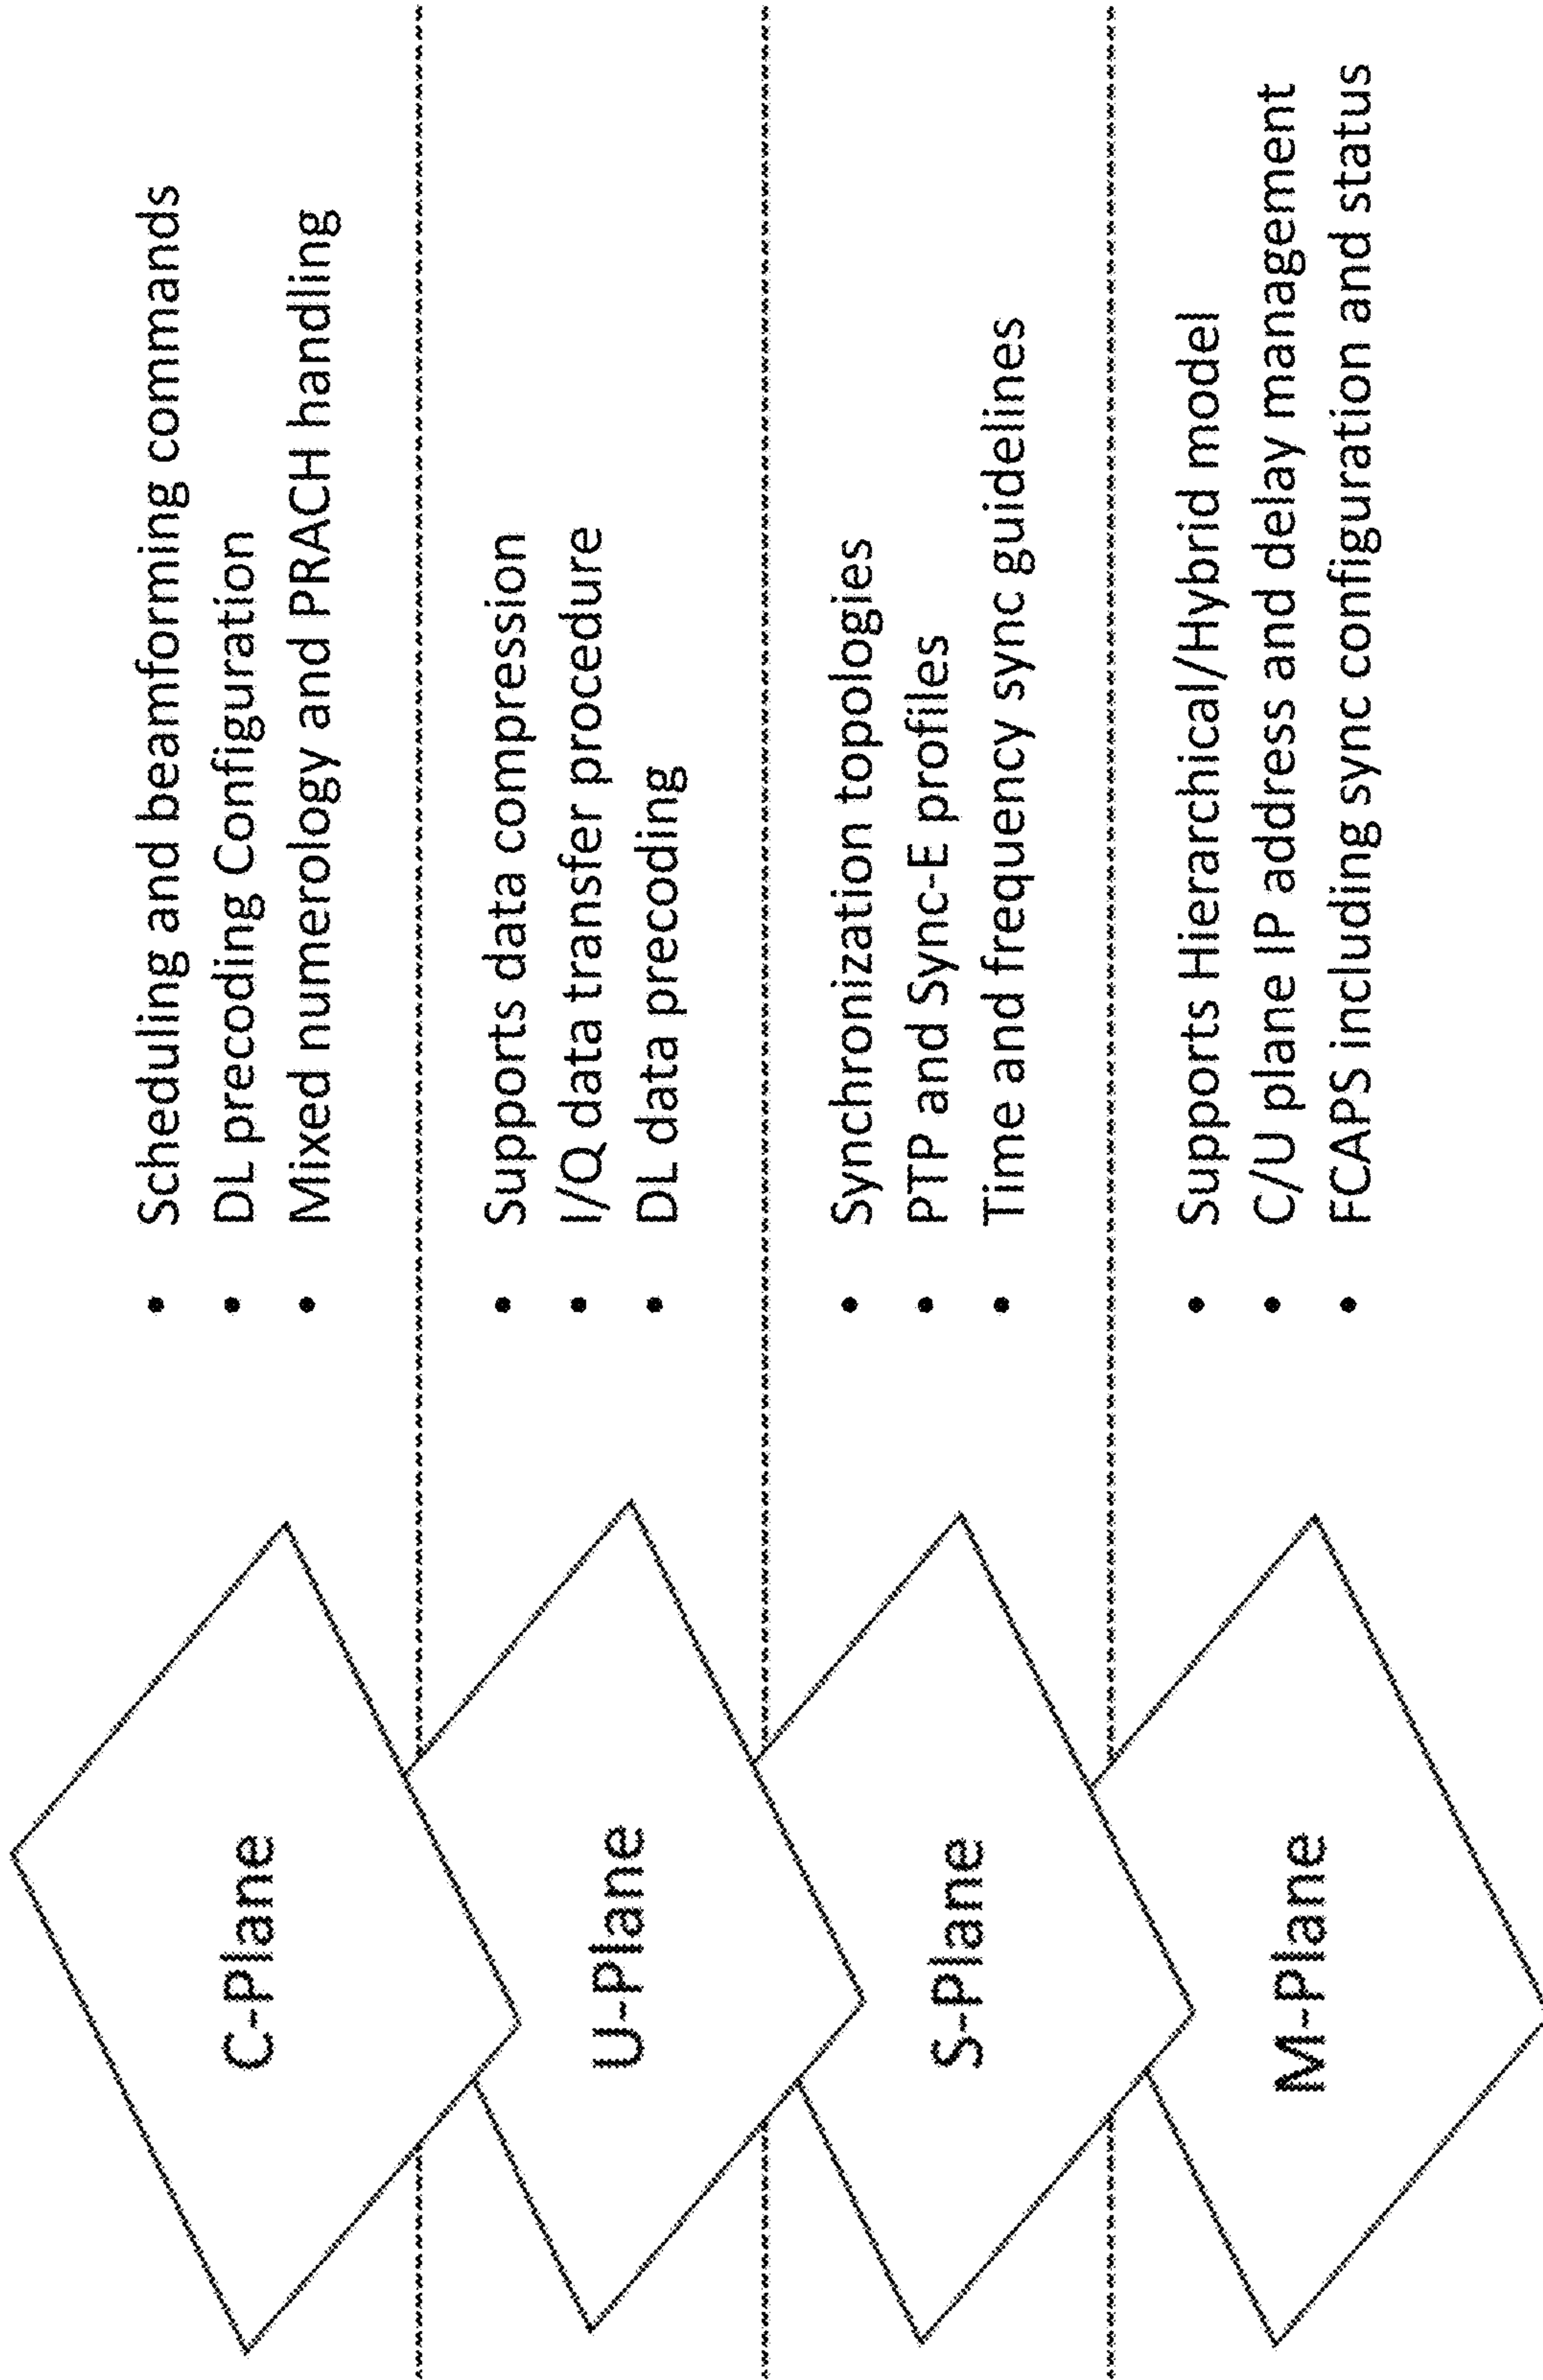 C-Plane
• Scheduling and beamforming commands
• DL precoding Configuration
• Mixed numerology and PRACH handling
U-Plane
• Supports data compression
• I/Q data transfer procedure
• DL data precoding
S-Plane
• Synchronization topologies
• PTP and Sync-E profiles
• Time and frequency sync guidelines
M-Plane
• Supports Hierarchical/Hybrid model
• C/U plane IP address and delay management
• FCAPS including sync configuration and status